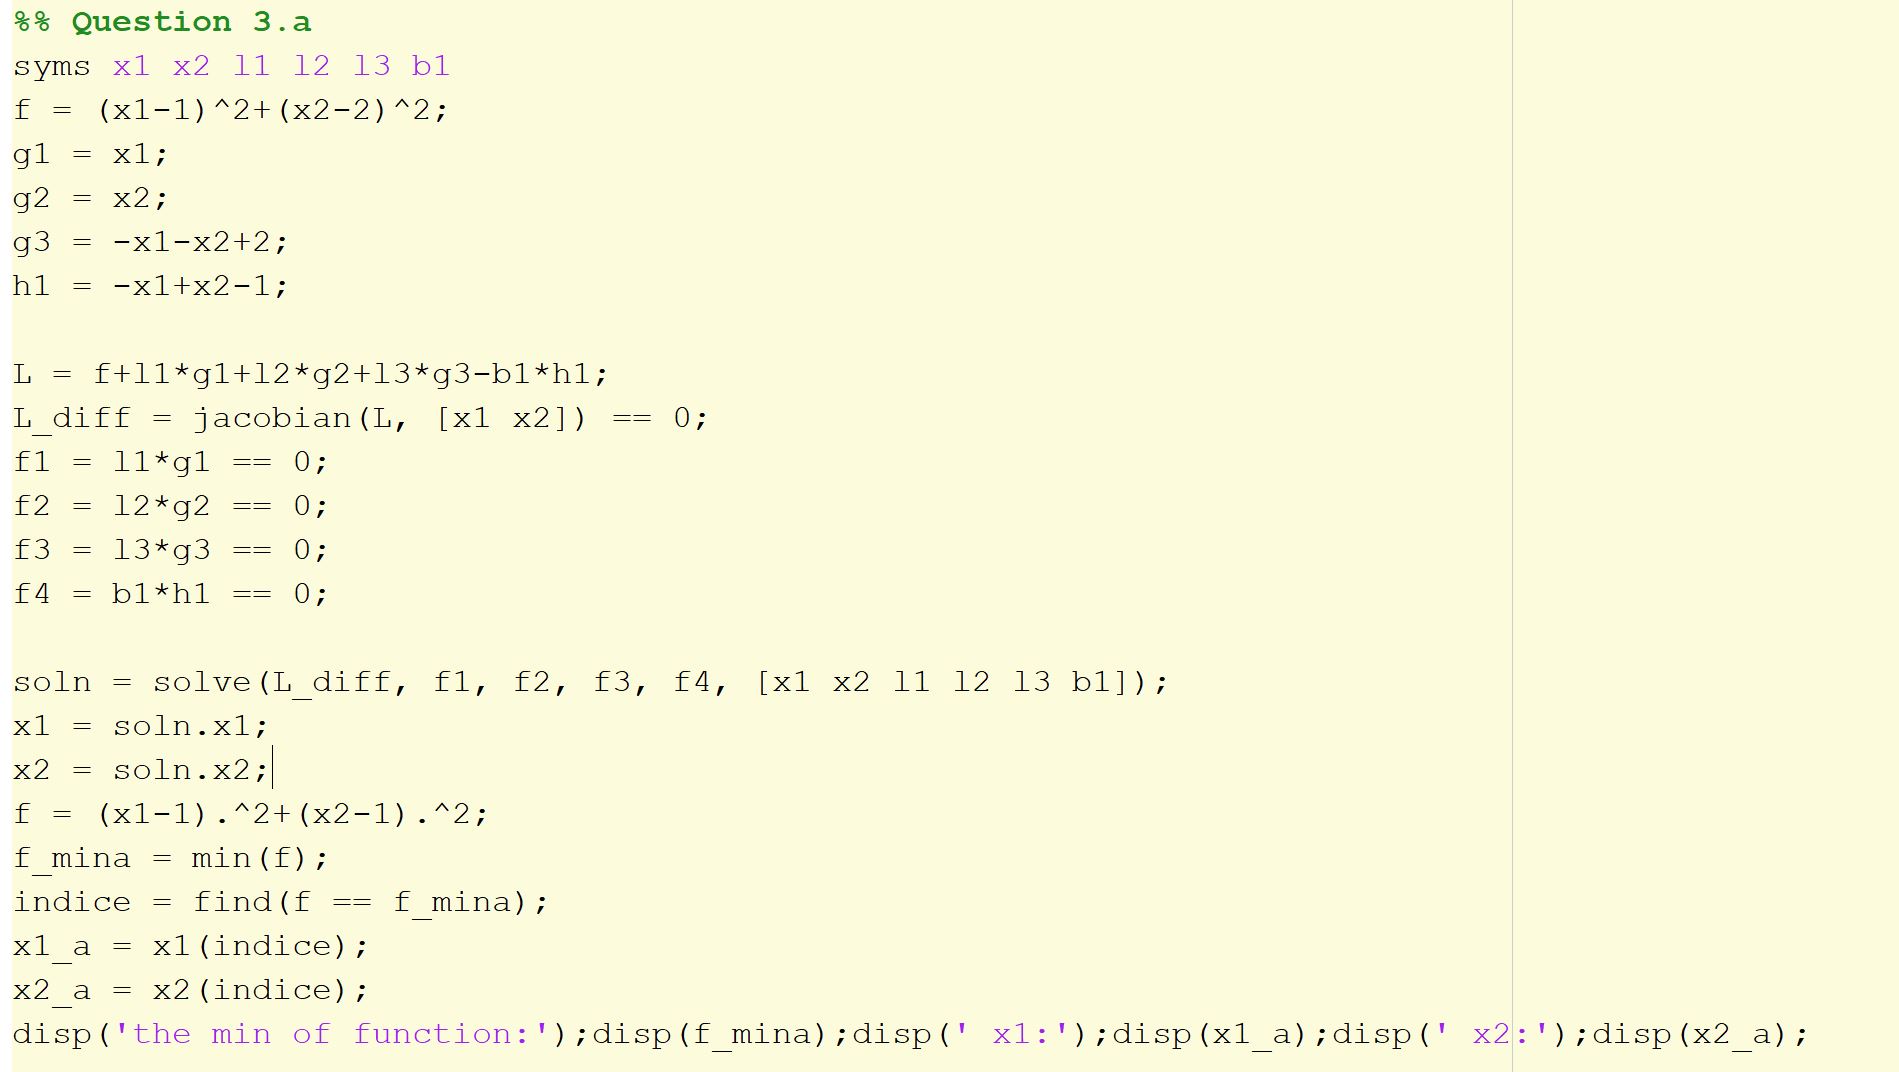 %% Question 3.a
syms x1 x2 l1 l2 l3 b1
f = (x1-1)^2+(x2-2)^2;
g1 = x1;
g2 = x2;
g3 = -x1-x2+2;
h1 = -x1+x2-1;
L = f+l1*g1+l2*g2+l3*g3-b1*h1;
L_diff = jacobian(L, [x1 x2]) == 0;
f1 = l1*g1 == 0;
f2 = l2*g2 == 0;
f3 = l3*g3 == 0;
f4 = b1*h1 == 0;
soln = solve(L_diff, f1, f2, f3, f4, [x1 x2 l1 l2 l3 b1]);
x1 = soln.x1;
x2 = soln.x2;
f = (x1-1).^2+(x2-1).^2;
f_mina = min(f);
indice = find(f == f_mina);
x1_a = x1(indice);
x2_a = x2(indice);
disp('the min of function:');disp(f_mina);disp(' x1:');disp(x1_a);disp(' x2:');disp(x2_a);